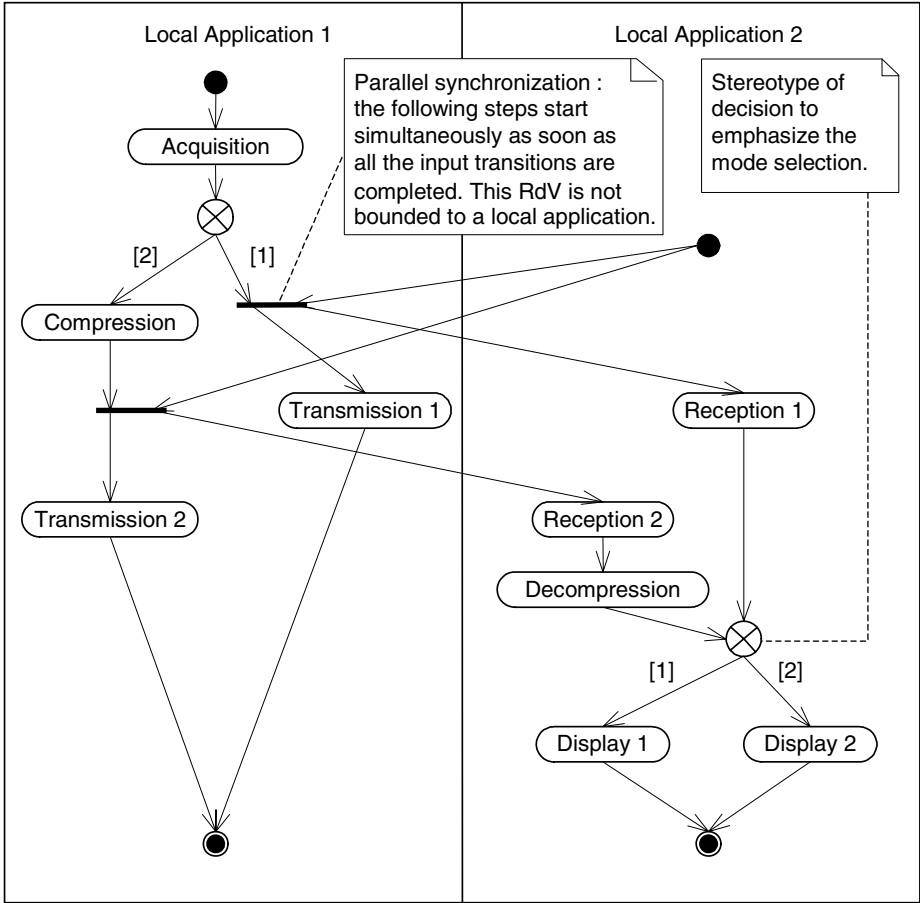 Local Application 1
Local Application 2
Parallel synchronization :
the following steps start
simultaneously as soon as
all the input transitions are
completed. This RdV is not
bounded to a local application.
Stereotype of
decision to
emphasize the
mode selection.
Acquisition
[2]
[1]
Compression
Transmission 1
Reception 1
Transmission 2
Reception 2
Decompression
[1]
[2]
Display 1
Display 2